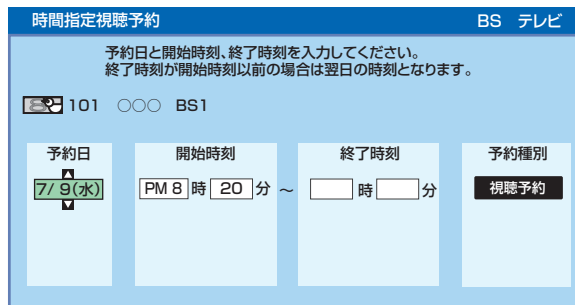 時間指定視聴予約 BS テレビ
予約日と開始時刻、終了時刻を入力してください。
終了時刻が開始時刻以前の場合は翌日の時刻となります。
101 ○○○ BS1
予約日 開始時刻 終了時刻 予約種別
7/ 9(水) PM 8 時 20 分 ~ 時 分 視聴予約